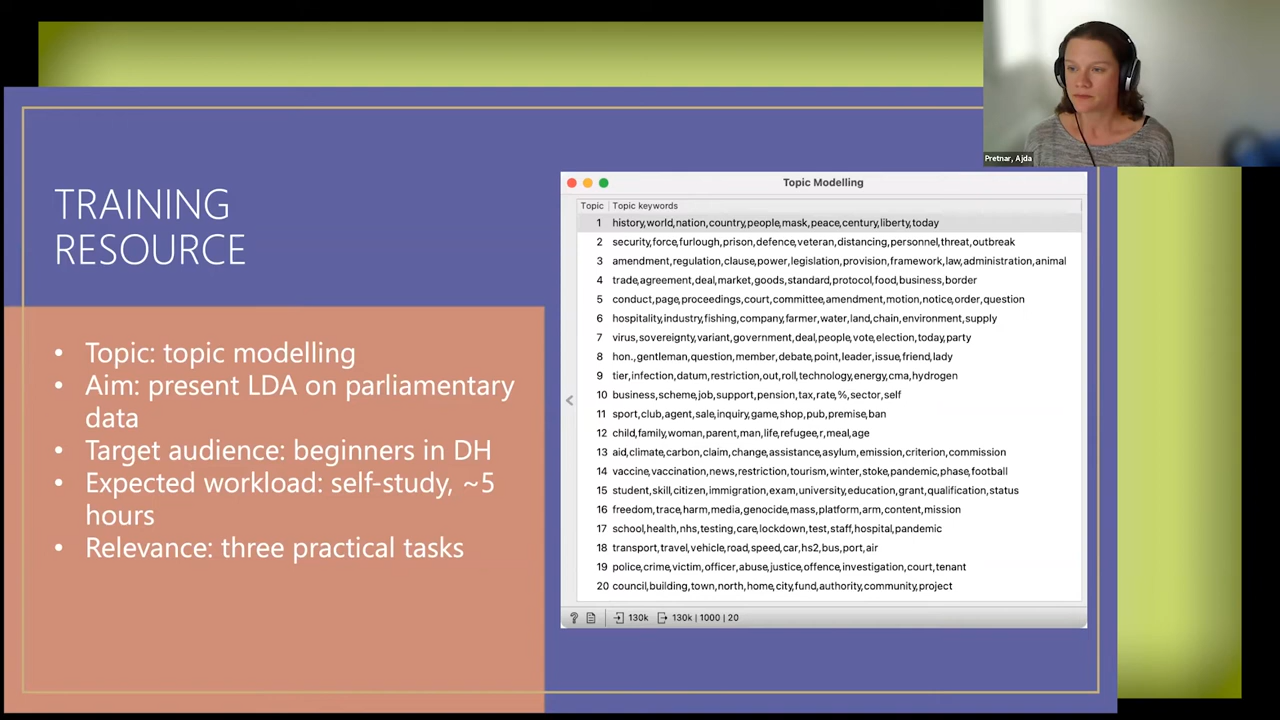 Pretnar, Ajda
TRAINING
RESOURCE
• Topic: topic modelling
• Aim: present LDA on parliamentary
data
• Target audience: beginners in DH
• Expected workload: self-study, ~5
hours
• Relevance: three practical tasks
Topic Modelling
Topic Topic keywords
1 history,world,nation,country,people,mask,peace,century,liberty,today
2 security,force,furlough,prison,defence,veteran,distancing,personnel,threat,outbreak
3 amendment,regulation,clause,power,legislation,provision,framework,law,administration,animal
4 trade,agreement,deal,market,goods,standard,protocol,food,business,border
5 conduct,page,proceedings,court,committee,amendment,motion,notice,order,question
6 hospitality,industry,fishing,company,farmer,water,land,chain,environment,supply
7 virus,sovereignty,variant,government,deal,people,vote,election,today,party
8 hon.,gentleman,question,member,debate,point,leader,issue,friend,lady
9 tier,infection,datum,restriction,out,roll,technology,energy,cma,hydrogen
10 business,scheme,job,support,pension,tax,rate,%,sector,self
11 sport,club,agent,sale,inquiry,game,shop,pub,premise,ban
12 child,family,woman,parent,man,life,refugee,r,meal,age
13 aid,climate,carbon,claim,change,assistance,asylum,emission,criterion,commission
14 vaccine,vaccination,news,restriction,tourism,winter,stoke,pandemic,phase,football
15 student,skill,citizen,immigration,exam,university,education,grant,qualification,status
16 freedom,trace,harm,media,genocide,mass,platform,arm,content,mission
17 school,health,nhs,testing,care,lockdown,test,staff,hospital,pandemic
18 transport,travel,vehicle,road,speed,car,hs2,bus,port,air
19 police,crime,victim,officer,abuse,justice,offence,investigation,court,tenant
20 council,building,town,north,home,city,fund,authority,community,project
? 130k 130k | 1000 | 20